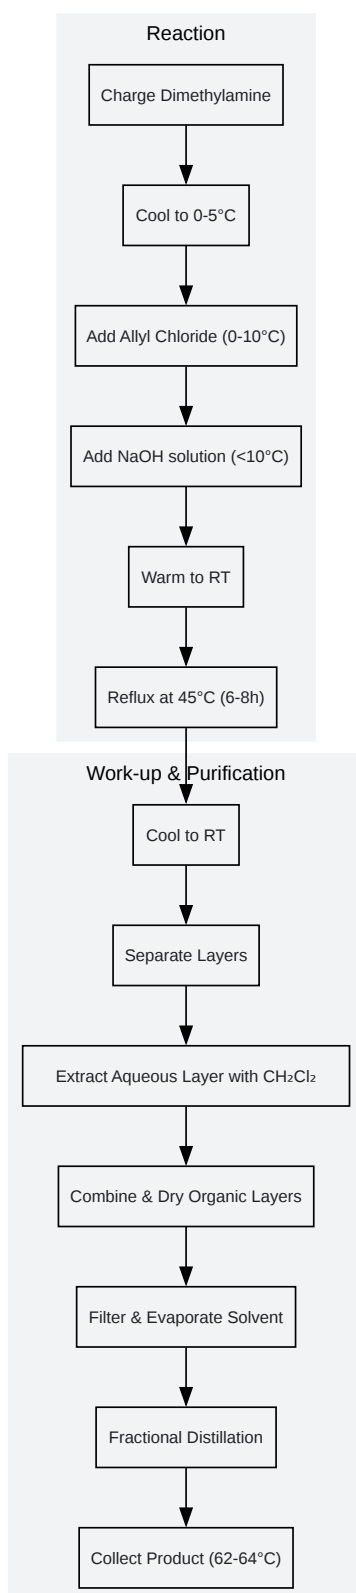 Reaction
Charge Dimethylamine
Cool to 0-5°C
Add Allyl Chloride (0-10°C)
Add NaOH solution (<10°C)
Warm to RT
Reflux at 45°C (6-8h)
Work-up & Purification
Cool to RT
Separate Layers
Extract Aqueous Layer with CH₂Cl₂
Combine & Dry Organic Layers
Filter & Evaporate Solvent
Fractional Distillation
Collect Product (62-64°C)